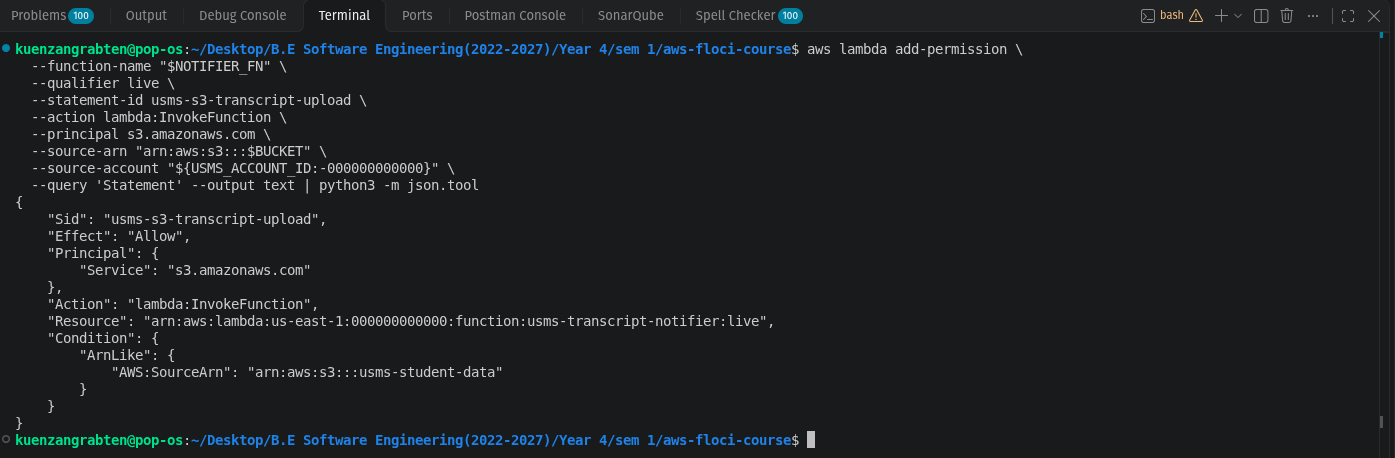 Problems 100 Output Debug Console Terminal Ports Postman Console SonarQube Spell Checker 100 bash
kuenzangrabten@pop-os:~/Desktop/B.E Software Engineering(2022-2027)/Year 4/sem 1/aws-floci-course$ aws lambda add-permission \
  --function-name "$NOTIFIER_FN" \
  --qualifier live \
  --statement-id usms-s3-transcript-upload \
  --action lambda:InvokeFunction \
  --principal s3.amazonaws.com \
  --source-arn "arn:aws:s3:::$BUCKET" \
  --source-account "${USMS_ACCOUNT_ID:-000000000000}" \
  --query 'Statement' --output text | python3 -m json.tool
{
    "Sid": "usms-s3-transcript-upload",
    "Effect": "Allow",
    "Principal": {
        "Service": "s3.amazonaws.com"
    },
    "Action": "lambda:InvokeFunction",
    "Resource": "arn:aws:lambda:us-east-1:000000000000:function:usms-transcript-notifier:live",
    "Condition": {
        "ArnLike": {
            "AWS:SourceArn": "arn:aws:s3:::usms-student-data"
        }
    }
}
kuenzangrabten@pop-os:~/Desktop/B.E Software Engineering(2022-2027)/Year 4/sem 1/aws-floci-course$